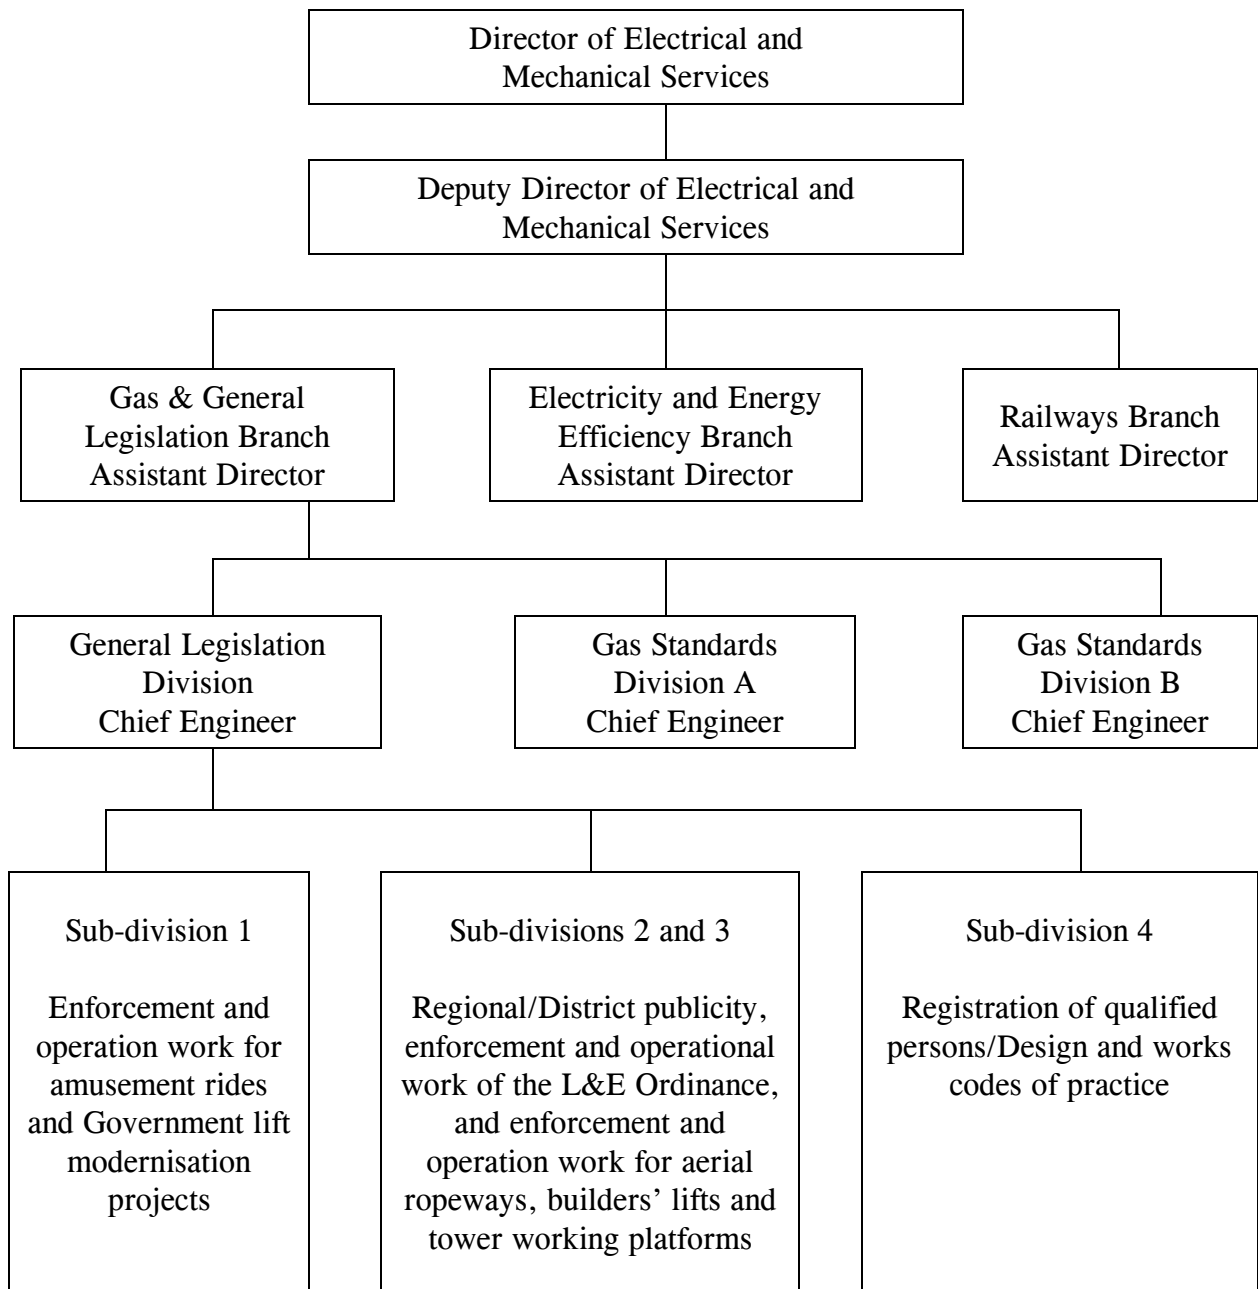 Director of Electrical and
Mechanical Services
Deputy Director of Electrical and
Mechanical Services
Gas & General
Legislation Branch
Assistant Director
Electricity and Energy
Efficiency Branch
Assistant Director
Railways Branch
Assistant Director
General Legislation
Division
Chief Engineer
Gas Standards
Division A
Chief Engineer
Gas Standards
Division B
Chief Engineer
Sub-division 1
Enforcement and
operation work for
amusement rides
and Government lift
modernisation
projects
Sub-divisions 2 and 3
Regional/District publicity,
enforcement and operational
work of the L&E Ordinance,
and enforcement and
operation work for aerial
ropeways, builders’ lifts and
tower working platforms
Sub-division 4
Registration of qualified
persons/Design and works
codes of practice